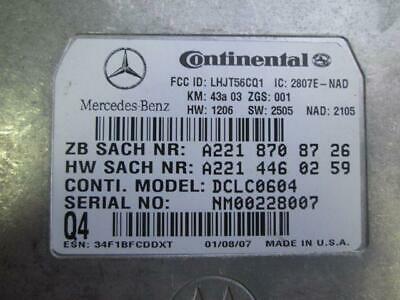 Continental
FCC ID: LHJT56CQ1 IC: 2807E-NAD
KM: 43a 03 ZGS: 001
Mercedes-Benz
HW: 1206 SW: 2505 NAD: 2105
ZB SACH NR: A221 870 87 26
HW SACH NR: A221 446 02 59
CONTI. MODEL: DCLC0604
SERIAL NO: NM00228007
Q4
ESN: 34F1BFCDDXT 01/08/07 MADE IN U.S.A.